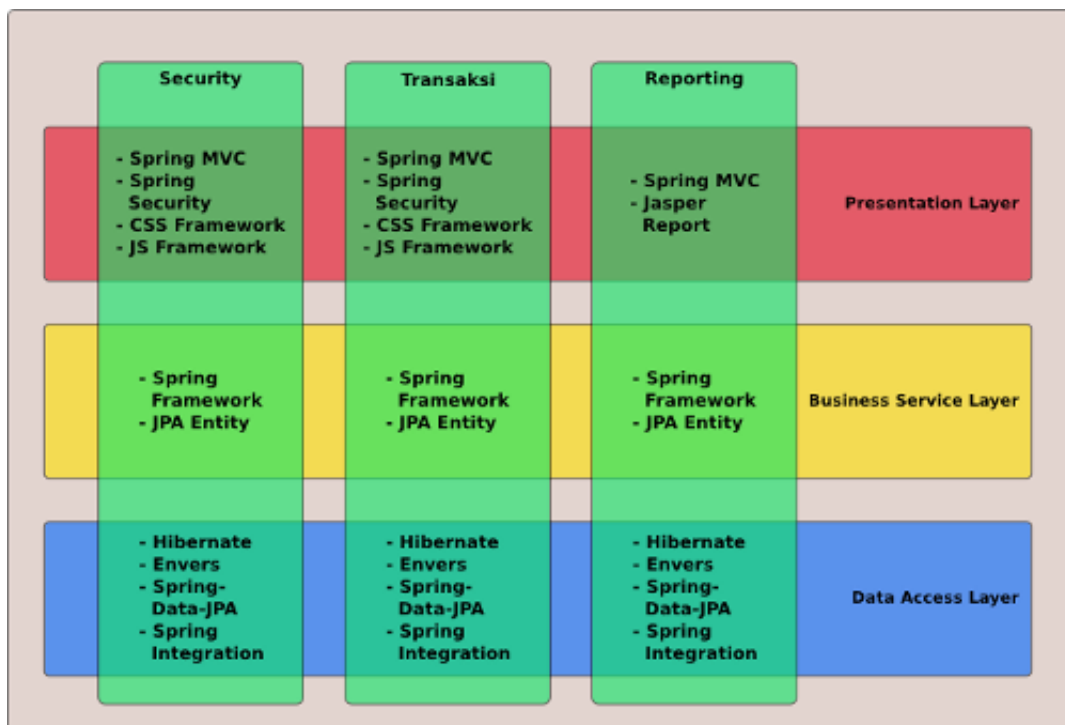 Security
Transaksi
Reporting
- Spring MVC
- Spring
Security
- CSS Framework
- JS Framework
- Spring MVC
- Spring
Security
- CSS Framework
- JS Framework
- Spring MVC
- Jasper
Report
Presentation Layer
- Spring
Framework
- JPA Entity
- Spring
Framework
- JPA Entity
- Spring
Framework
- JPA Entity
Business Service Layer
- Hibernate
- Envers
- Spring-
Data-JPA
- Spring
Integration
- Hibernate
- Envers
- Spring-
Data-JPA
- Spring
Integration
- Hibernate
- Envers
- Spring-
Data-JPA
- Spring
Integration
Data Access Layer